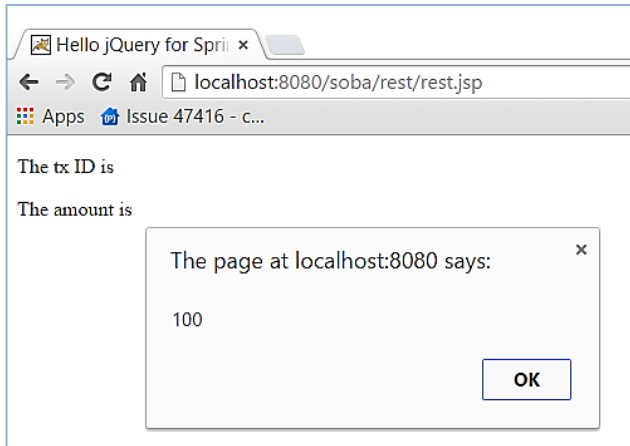 Hello jQuery for Spri
localhost:8080/soba/rest/rest.jsp
Apps Issue 47416 - c...
The tx ID is
The amount is
The page at localhost:8080 says:
100
OK